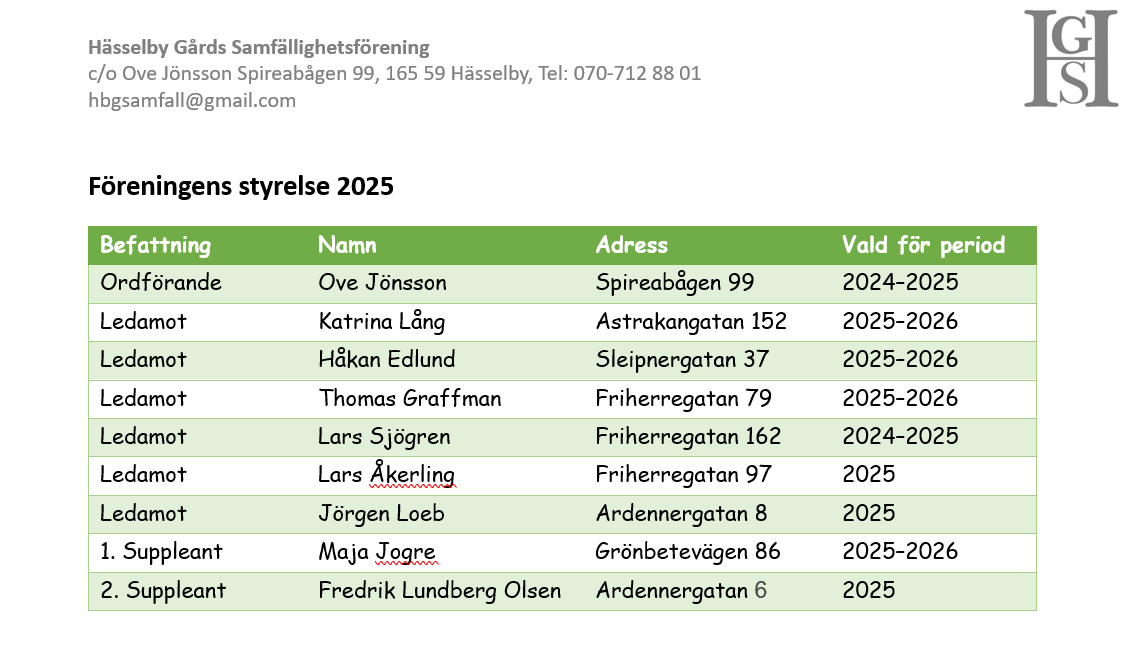 Hässelby Gårds Samfällighetsförening
c/o Ove Jönsson Spireabågen 99, 165 59 Hässelby, Tel: 070-712 88 01
hbgsamfall@gmail.com
HGSI
Föreningens styrelse 2025
Befattning Namn Adress Vald för period
Ordförande Ove Jönsson Spireabågen 99 2024–2025
Ledamot Katrina Lång Astrakangatan 152 2025–2026
Ledamot Håkan Edlund Sleipnergatan 37 2025–2026
Ledamot Thomas Graffman Friherregatan 79 2025–2026
Ledamot Lars Sjögren Friherregatan 162 2024–2025
Ledamot Lars Åkerling Friherregatan 97 2025
Ledamot Jörgen Loeb Ardennergatan 8 2025
1. Suppleant Maja Jogre Grönbetevägen 86 2025–2026
2. Suppleant Fredrik Lundberg Olsen Ardennergatan 6 2025